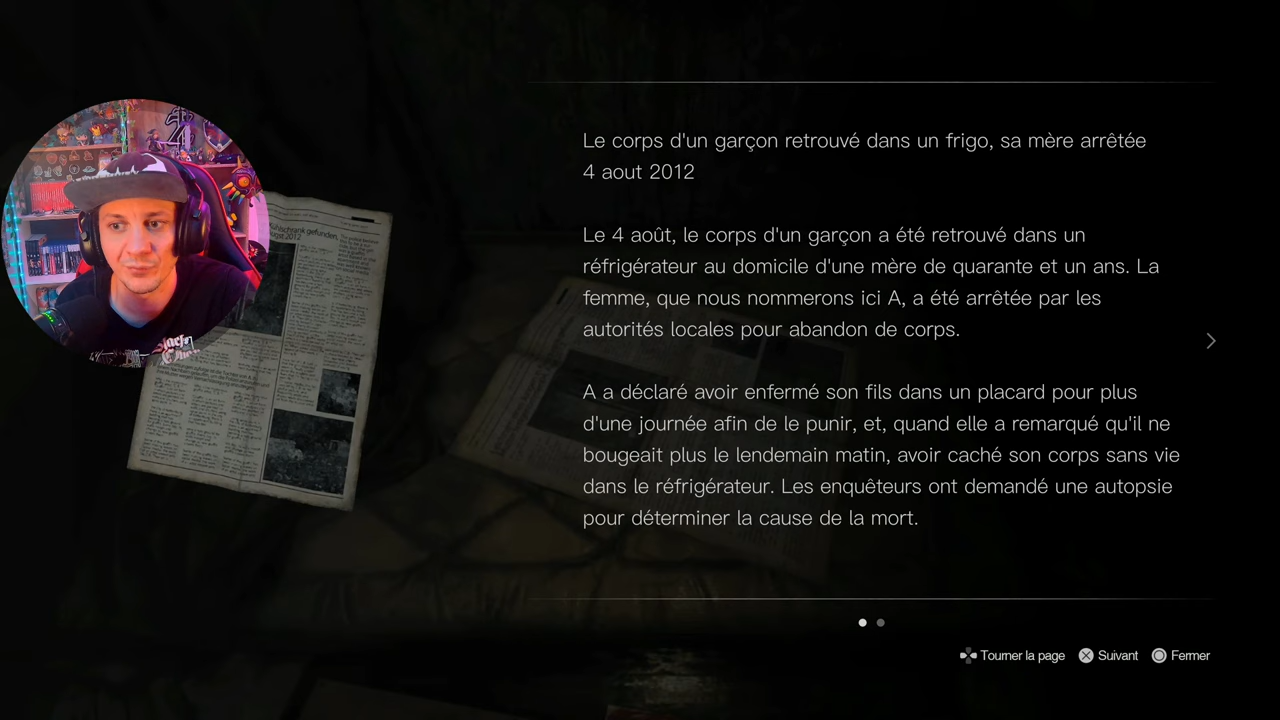 Le corps d'un garçon retrouvé dans un frigo, sa mère arrêtée
4 aout 2012
Le 4 août, le corps d'un garçon a été retrouvé dans un
réfrigérateur au domicile d'une mère de quarante et un ans. La
femme, que nous nommerons ici A, a été arrêtée par les
autorités locales pour abandon de corps.
A a déclaré avoir enfermé son fils dans un placard pour plus
d'une journée afin de le punir, et, quand elle a remarqué qu'il ne
bougeait plus le lendemain matin, avoir caché son corps sans vie
dans le réfrigérateur. Les enquêteurs ont demandé une autopsie
pour déterminer la cause de la mort.
Tourner la page Suivant Fermer
Kühlschrank gefunden,
2012